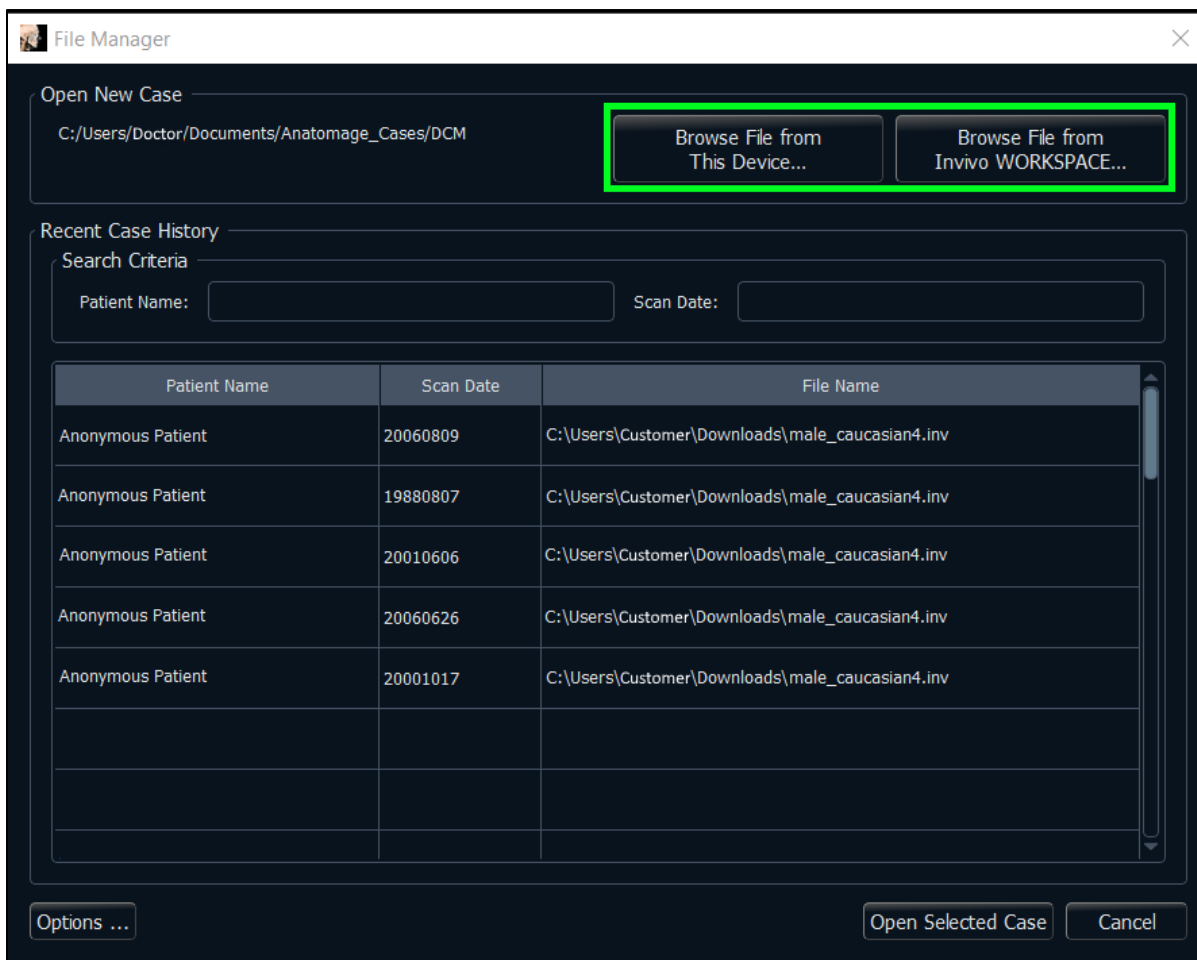 File Manager
Open New Case
C:/Users/Doctor/Documents/Anatomage_Cases/DCM
Browse File from
This Device...
Browse File from
Invivo WORKSPACE...
Recent Case History
Search Criteria
Patient Name:
Scan Date:
Patient Name Scan Date File Name
Anonymous Patient 20060809 C:\Users\Customer\Downloads\male_caucasian4.inv
Anonymous Patient 19880807 C:\Users\Customer\Downloads\male_caucasian4.inv
Anonymous Patient 20010606 C:\Users\Customer\Downloads\male_caucasian4.inv
Anonymous Patient 20060626 C:\Users\Customer\Downloads\male_caucasian4.inv
Anonymous Patient 20001017 C:\Users\Customer\Downloads\male_caucasian4.inv
Options ...
Open Selected Case
Cancel